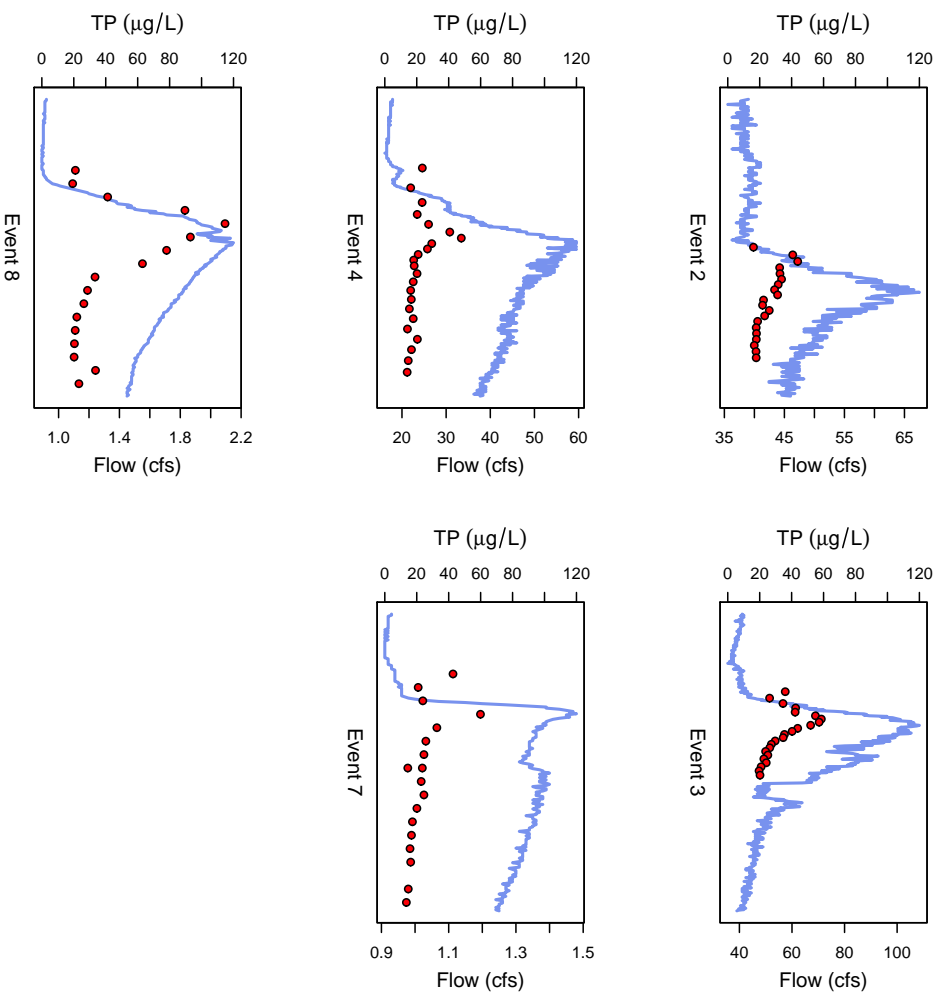 TP (μg/L)
0 20 40 60 80 120
Event 8
1.0 1.4 1.8 2.2
Flow (cfs)
TP (μg/L)
0 20 40 60 80 120
Event 4
20 30 40 50 60
Flow (cfs)
TP (μg/L)
0 20 40 60 80 120
Event 2
35 45 55 65
Flow (cfs)
TP (μg/L)
0 20 40 60 80 120
Event 7
0.9 1.1 1.3 1.5
Flow (cfs)
TP (μg/L)
0 20 40 60 80 120
Event 3
40 60 80 100
Flow (cfs)